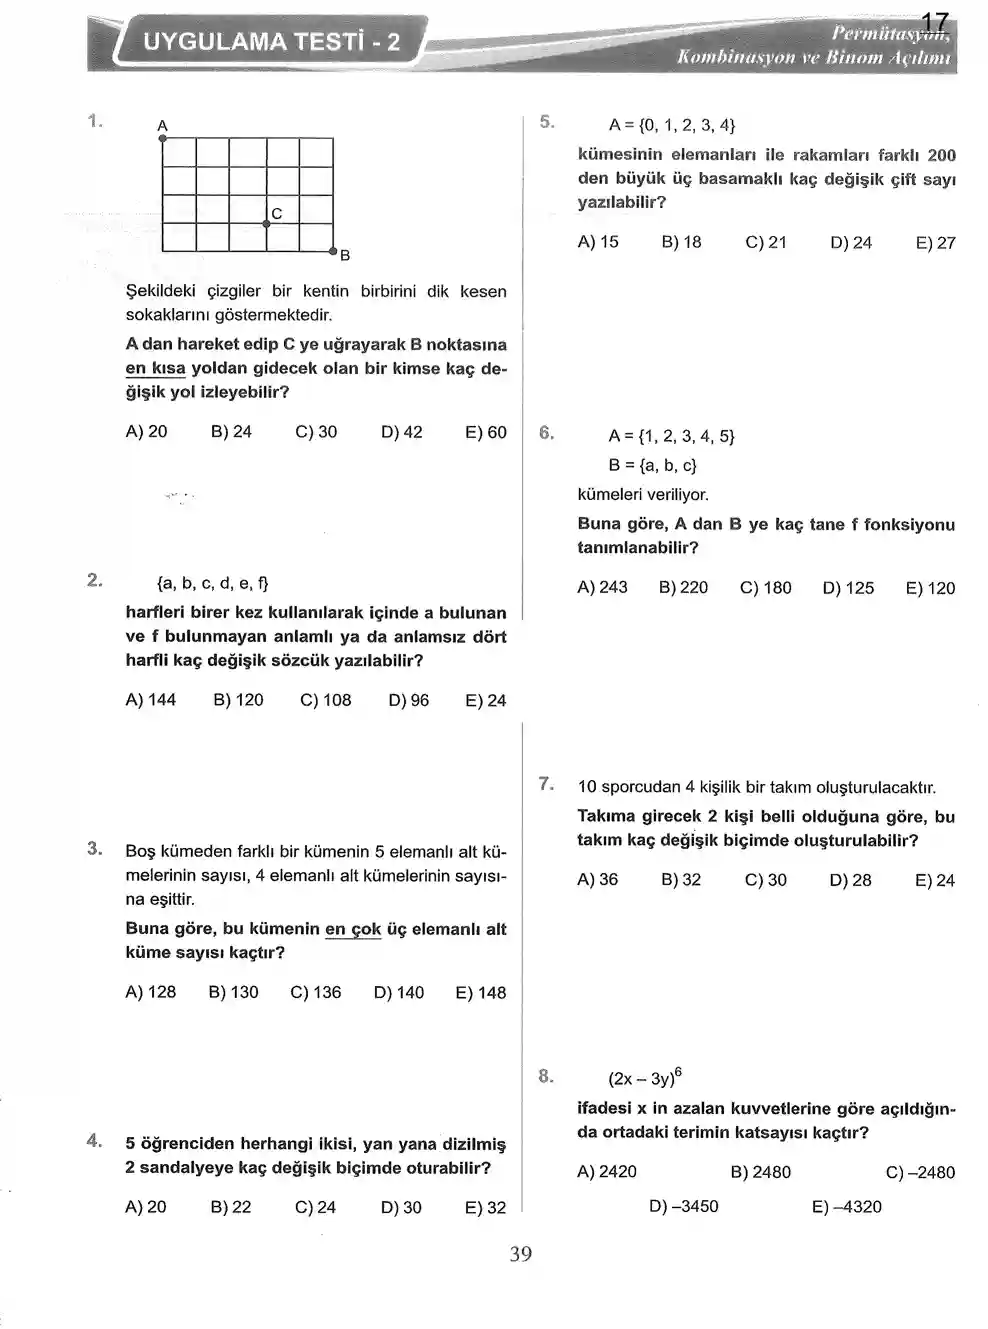 UYGULAMA TESTİ - 2
17
Permütasyon,
Kombinasyon ve Binom Açılımı
1.
A
C
B
Şekildeki çizgiler bir kentin birbirini dik kesen
sokaklarını göstermektedir.
A dan hareket edip C ye uğrayarak B noktasına
en kısa yoldan gidecek olan bir kimse kaç de-
ğişik yol izleyebilir?
A) 20 B) 24 C) 30 D) 42 E) 60
2. {a, b, c, d, e, f}
harfleri birer kez kullanılarak içinde a bulunan
ve f bulunmayan anlamlı ya da anlamsız dört
harfli kaç değişik sözcük yazılabilir?
A) 144 B) 120 C) 108 D) 96 E) 24
3. Boş kümeden farklı bir kümenin 5 elemanlı alt kü-
melerinin sayısı, 4 elemanlı alt kümelerinin sayısı-
na eşittir.
Buna göre, bu kümenin en çok üç elemanlı alt
küme sayısı kaçtır?
A) 128 B) 130 C) 136 D) 140 E) 148
4. 5 öğrenciden herhangi ikisi, yan yana dizilmiş
2 sandalyeye kaç değişik biçimde oturabilir?
A) 20 B) 22 C) 24 D) 30 E) 32
5. A = {0, 1, 2, 3, 4}
kümesinin elemanları ile rakamları farklı 200
den büyük üç basamaklı kaç değişik çift sayı
yazılabilir?
A) 15 B) 18 C) 21 D) 24 E) 27
6. A = {1, 2, 3, 4, 5}
B = {a, b, c}
kümeleri veriliyor.
Buna göre, A dan B ye kaç tane f fonksiyonu
tanımlanabilir?
A) 243 B) 220 C) 180 D) 125 E) 120
7. 10 sporcudan 4 kişilik bir takım oluşturulacaktır.
Takıma girecek 2 kişi belli olduğuna göre, bu
takım kaç değişik biçimde oluşturulabilir?
A) 36 B) 32 C) 30 D) 28 E) 24
8. (2x – 3y)⁶
ifadesi x in azalan kuvvetlerine göre açıldığın-
da ortadaki terimin katsayısı kaçtır?
A) 2420 B) 2480 C) –2480
D) –3450 E) –4320
39